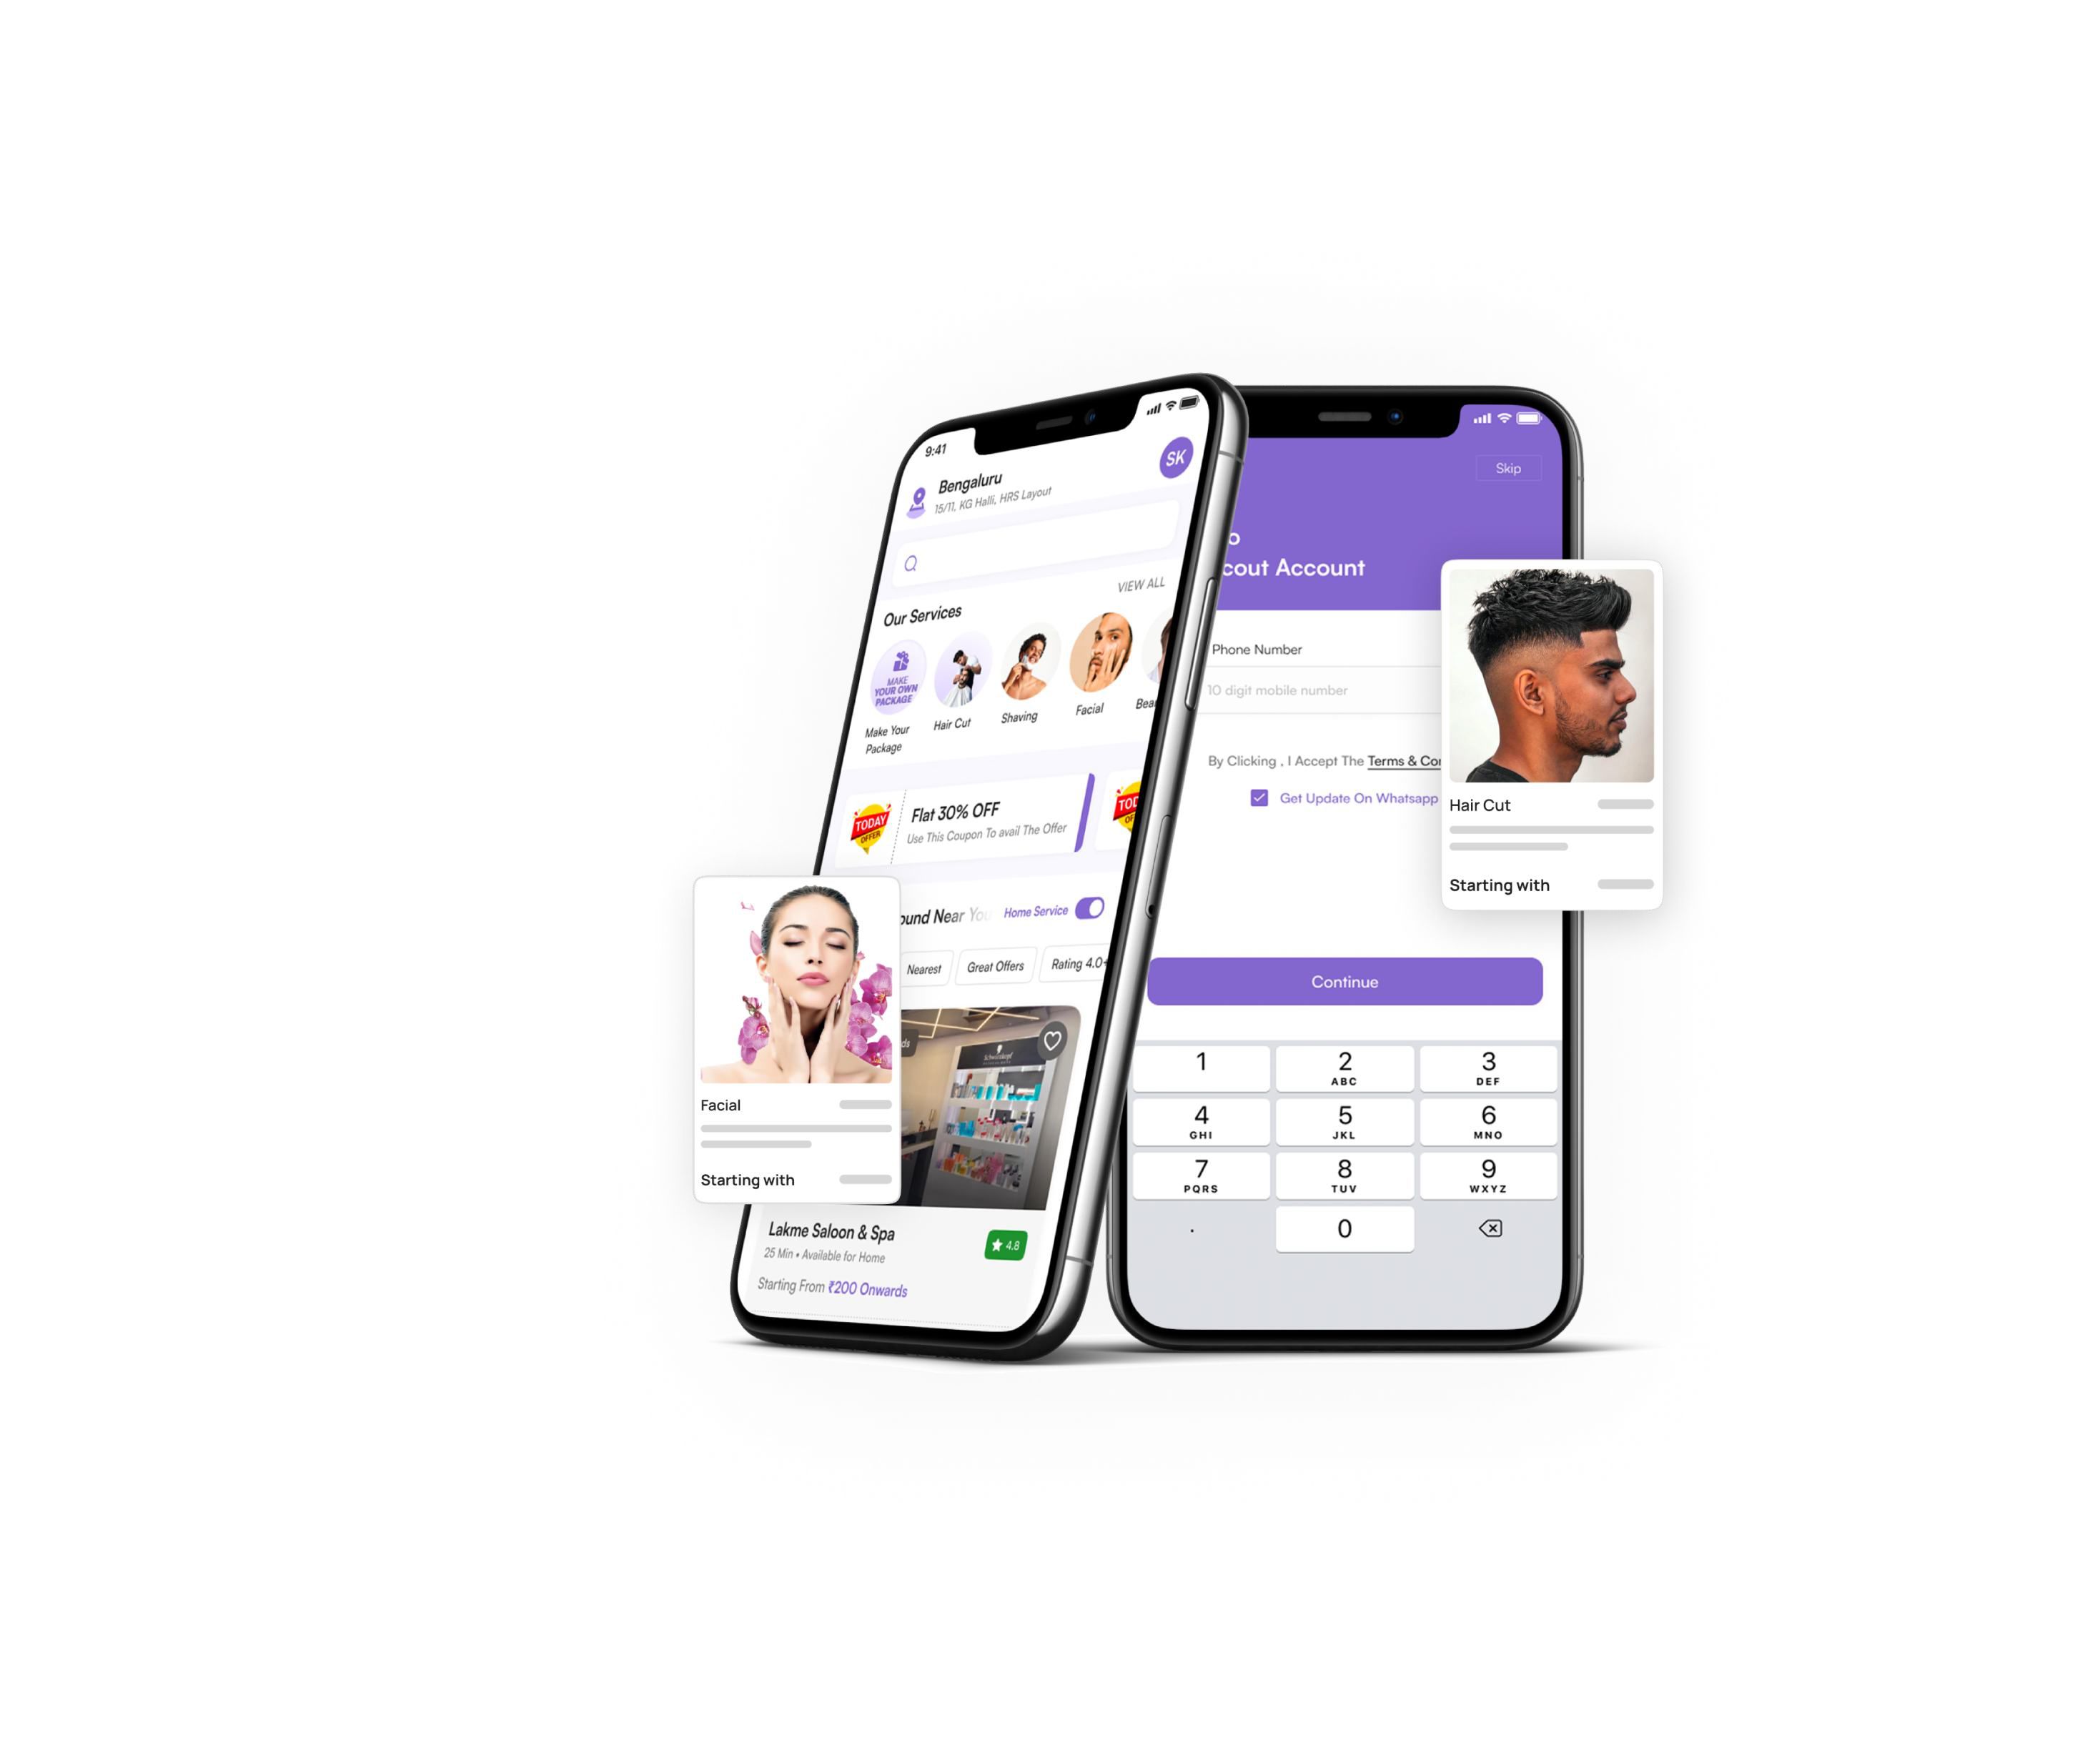 9:41
Bengaluru
15/11, KG Halli, HRS Layout
SK
VIEW ALL
Our Services
MAKE
YOUR OWN
PACKAGE
Make Your
Package
Hair Cut
Shaving
Facial
Bea
TODAY
OFFER
Flat 30% OFF
Use This Coupon To avail The Offer
TOD
OF
ound Near You
Home Service
Nearest
Great Offers
Rating 4.0+
ds
Schwarzkopf
Lakme Saloon & Spa
25 Min • Available for Home
4.8
Starting From ₹200 Onwards
Facial
Starting with
Skip
o
cout Account
Phone Number
10 digit mobile number
By Clicking , I Accept The Terms & Con
Get Update On Whatsapp
Continue
1
2
ABC
3
DEF
4
GHI
5
JKL
6
MNO
7
PQRS
8
TUV
9
WXYZ
.
0
Hair Cut
Starting with